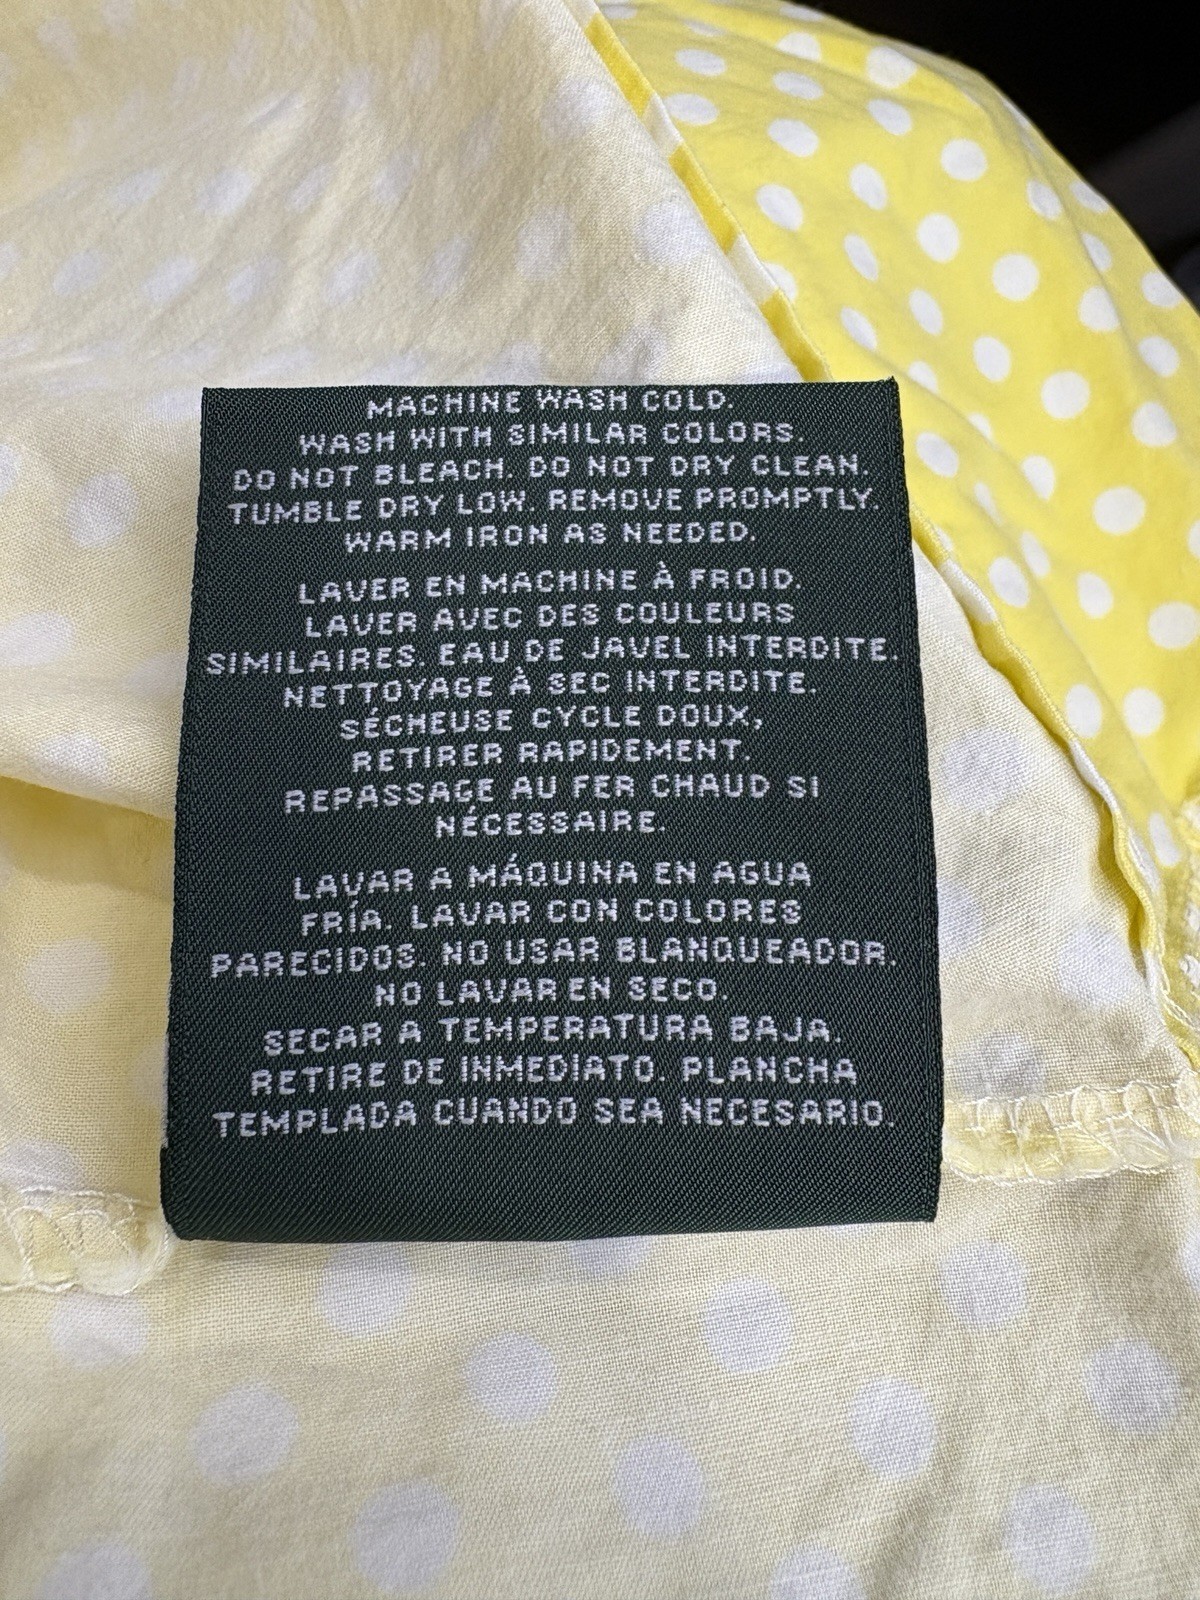 MACHINE WASH COLD.
WASH WITH SIMILAR COLORS.
DO NOT BLEACH. DO NOT DRY CLEAN.
TUMBLE DRY LOW. REMOVE PROMPTLY.
WARM IRON AS NEEDED.
LAVER EN MACHINE À FROID.
LAVER AVEC DES COULEURS
SIMILAIRES. EAU DE JAVEL INTERDITE.
NETTOYAGE À SEC INTERDITE.
SÉCHEUSE CYCLE DOUX,
RETIRER RAPIDEMENT.
REPASSAGE AU FER CHAUD SI
NÉCESSAIRE.
LAVAR A MÁQUINA EN AGUA
FRÍA. LAVAR CON COLORES
PARECIDOS. NO USAR BLANQUEADOR.
NO LAVAR EN SECO.
SECAR A TEMPERATURA BAJA.
RETIRE DE INMEDIATO. PLANCHA
TEMPLADA CUANDO SEA NECESARIO.